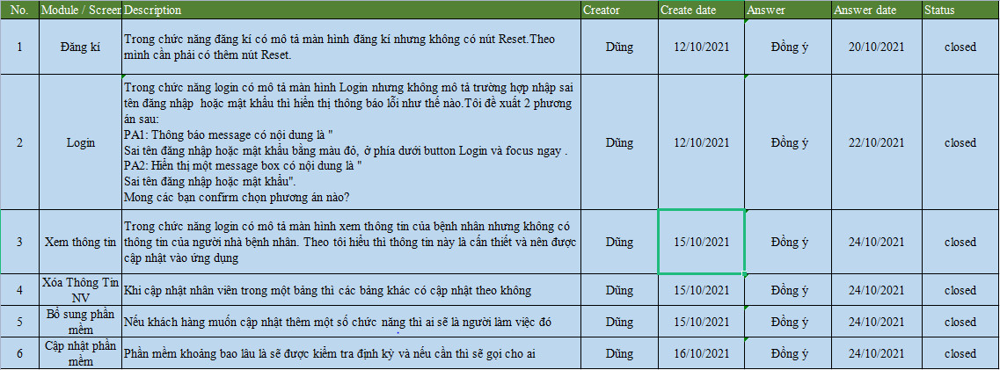 No. Module / Screen Description Creator Create date Answer Answer date Status
1 Đăng kí Trong chức năng đăng kí có mô tả màn hình đăng kí nhưng không có nút Reset.Theo
mình cần phải có thêm nút Reset. Dũng 12/10/2021 Đồng ý 20/10/2021 closed
2 Login Trong chức năng login có mô tả màn hình Login nhưng không mô tả trường hợp nhập sai
tên đăng nhập hoặc mật khẩu thì hiển thị thông báo lỗi như thế nào.Tôi đề xuất 2 phương
án sau:
PA1: Thông báo message có nội dung là "
Sai tên đăng nhập hoặc mật khẩu bằng màu đỏ, ở phía dưới button Login và focus ngay .
PA2: Hiển thị một message box có nội dung là "
Sai tên đăng nhập hoặc mật khẩu".
Mong các bạn confirm chọn phương án nào? Dũng 12/10/2021 Đồng ý 22/10/2021 closed
3 Xem thông tin Trong chức năng login có mô tả màn hình xem thông tin của bệnh nhân nhưng không có
thông tin của người nhà bệnh nhân. Theo tôi hiểu thì thông tin này là cấn thiết và nên được
cập nhật vào ứng dụng Dũng 15/10/2021 Đồng ý 24/10/2021 closed
4 Xóa Thông Tin
NV Khi cập nhật nhân viên trong một bảng thì các bảng khác có cập nhật theo không Dũng 15/10/2021 Đồng ý 24/10/2021 closed
5 Bổ sung phần
mềm Nếu khách hàng muốn cập nhật thêm một số chức năng thì ai sẽ là người làm việc đó Dũng 15/10/2021 Đồng ý 24/10/2021 closed
6 Cập nhật phần
mềm Phần mềm khoảng bao lâu là sẽ được kiểm tra định kỳ và nếu cần thì sẽ gọi cho ai Dũng 16/10/2021 Đồng ý 24/10/2021 closed